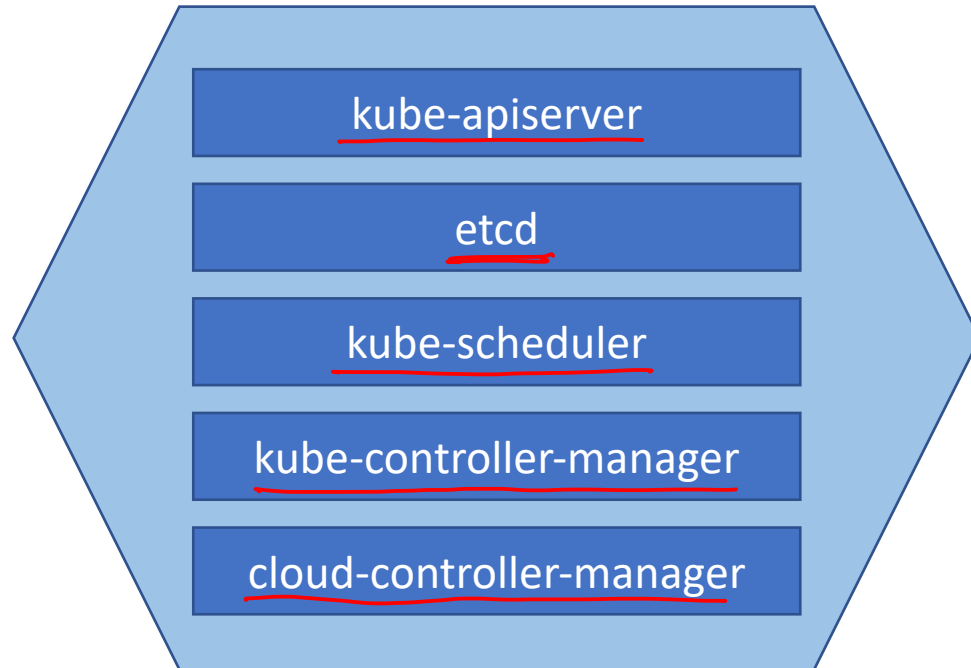 kube-apiserver
etcd
kube-scheduler
kube-controller-manager
cloud-controller-manager